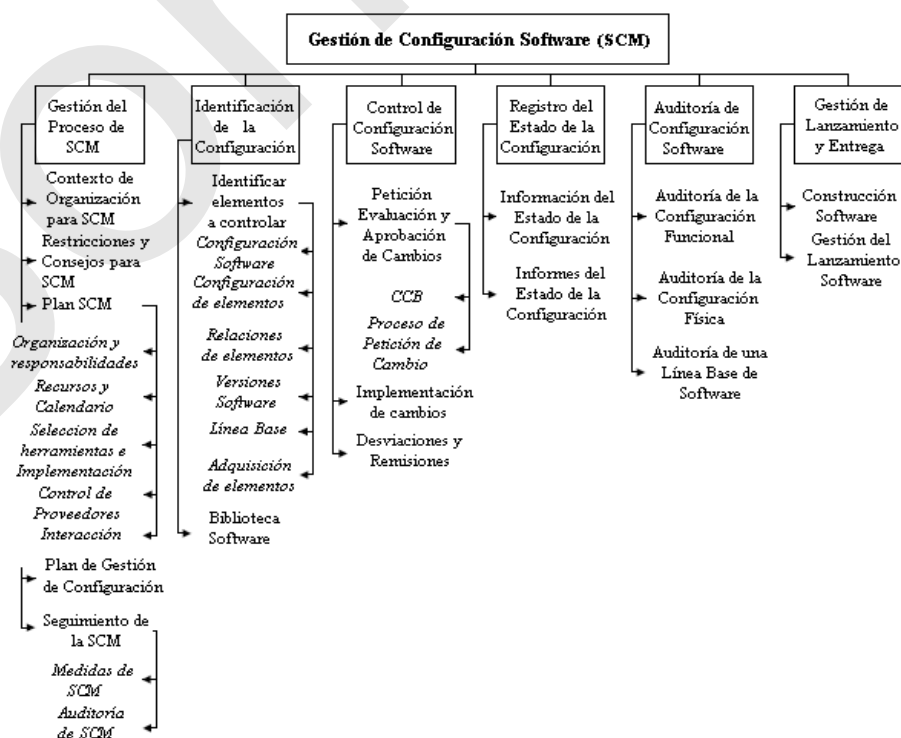 Gestión de Configuración Software (SCM)
Gestión del
Proceso de
SCM
Contexto de
Organización
para SCM
Restricciones y
Consejos para
SCM
Plan SCM
Organización y
responsabilidades
Recursos y
Calendario
Seleccion de
herramientas e
Implementación
Control de
Proveedores
Interacción
Plan de Gestión
de Configuración
Seguimiento de
la SCM
Medidas de
SCM
Auditoría
de SCM
Identificación
de la
Configuración
Identificar
elementos
a controlar
Configuración
Software
Configuración
de elementos
Relaciones
de elementos
Versiones
Software
Línea Base
Adquisición
de elementos
Biblioteca
Software
Control de
Configuración
Software
Petición
Evaluación y
Aprobación
de Cambios
CCB
Proceso de
Petición de
Cambio
Implementación
de cambios
Desviaciones y
Remisiones
Registro del
Estado de la
Configuración
Información del
Estado de la
Configuración
Informes del
Estado de la
Configuración
Auditoría de
Configuración
Software
Auditoría de la
Configuración
Funcional
Auditoría de la
Configuración
Física
Auditoría de una
Línea Base de
Software
Gestión de
Lanzamiento
y Entrega
Construcción
Software
Gestión del
Lanzamiento
Software